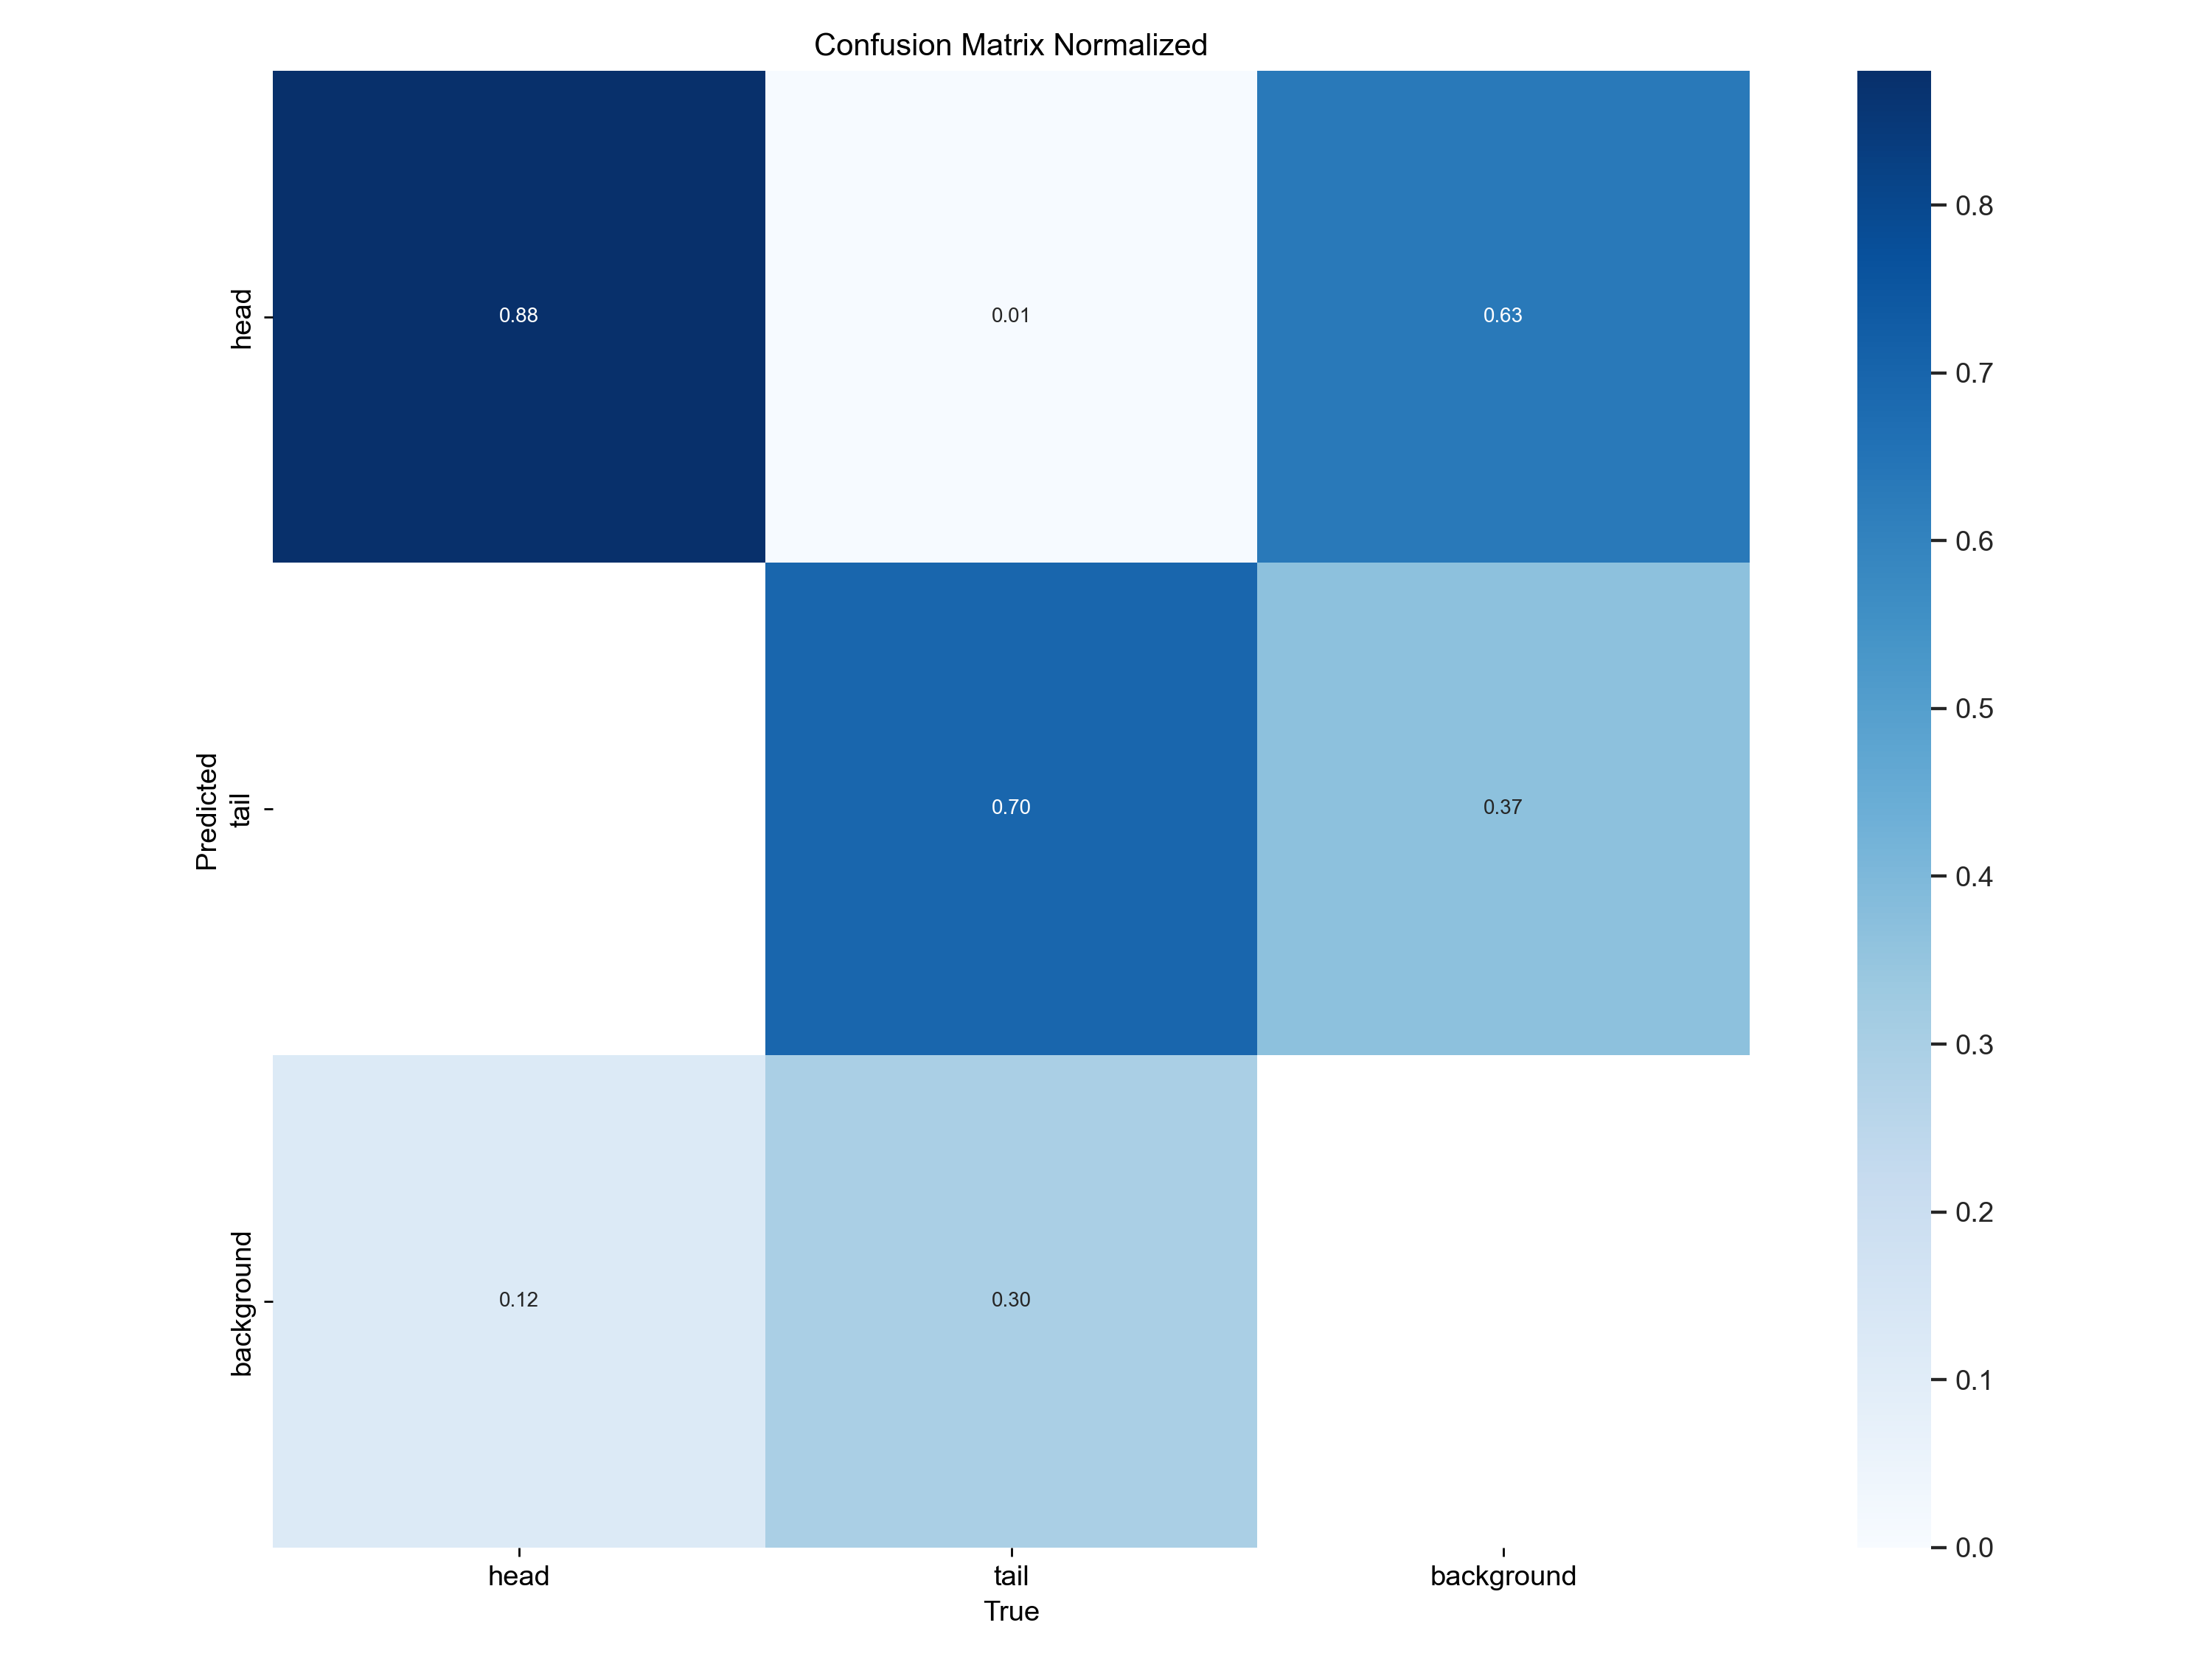 Confusion Matrix Normalized
head
0.88
0.01
0.63
Predicted
tail
0.70
0.37
background
0.12
0.30
head
tail
background
True
0.8
0.7
0.6
0.5
0.4
0.3
0.2
0.1
0.0